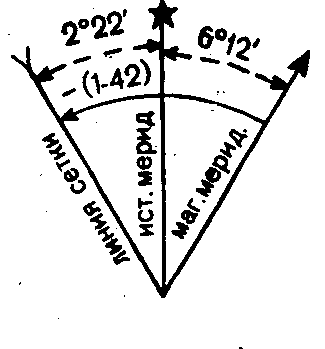 2°22′
6°12′
-(1-42)
линия сетки
ист. мерид
маг. мерид.